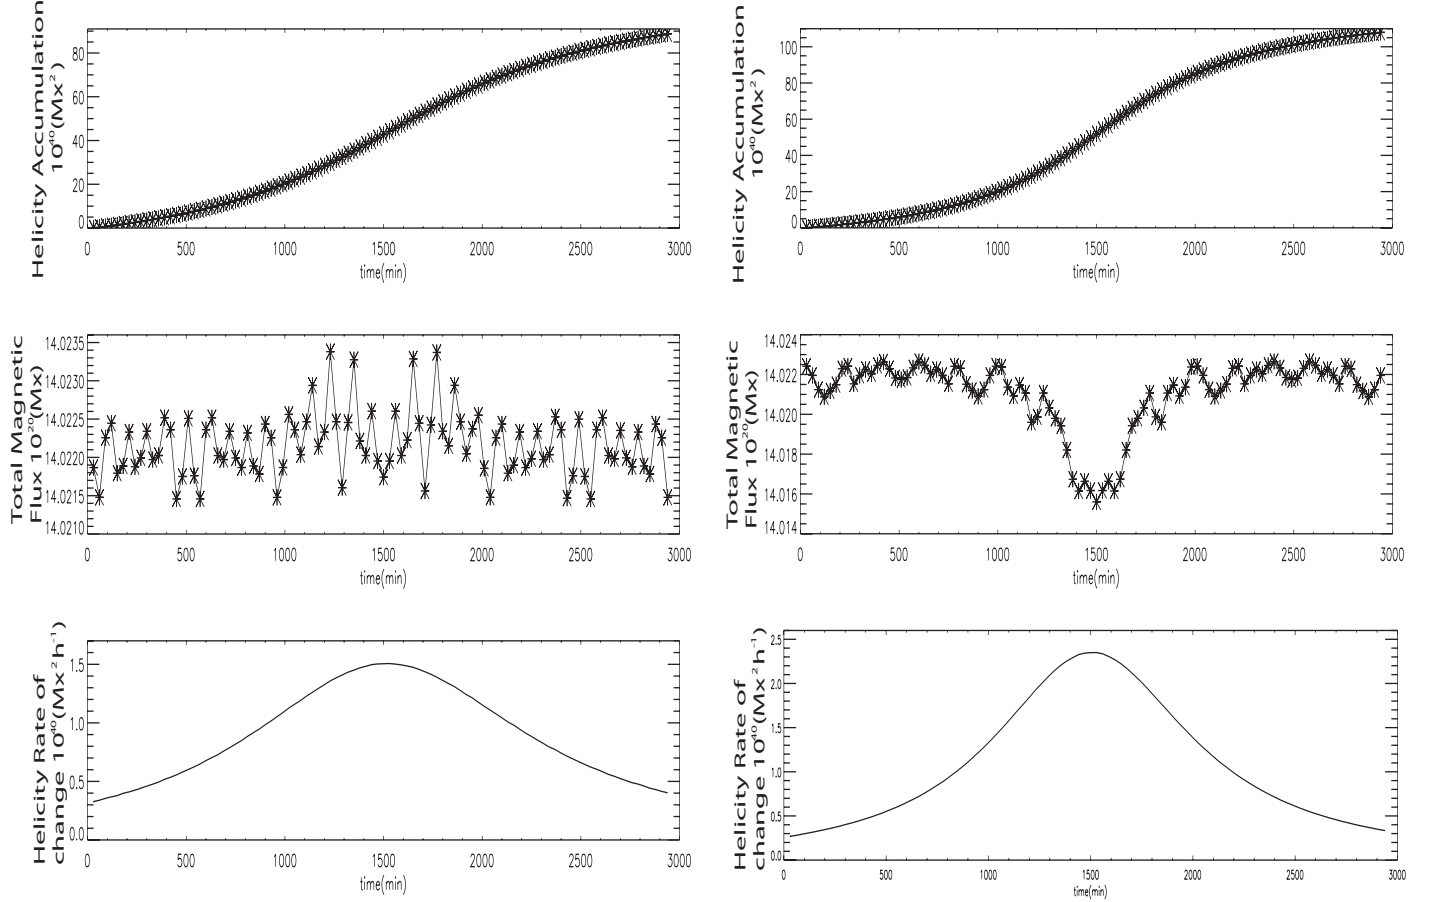 Helicity Accumulation
10⁴⁰(Mx²)
80
60
40
20
0
0 500 1000 1500 2000 2500 3000
time(min)
Helicity Accumulation
10⁴⁰(Mx²)
100
80
60
40
20
0
0 500 1000 1500 2000 2500 3000
time(min)
Total Magnetic
Flux 10²⁰(Mx)
14.0235
14.0230
14.0225
14.0220
14.0215
14.0210
0 500 1000 1500 2000 2500 3000
time(min)
Total Magnetic
Flux 10²⁰(Mx)
14.024
14.022
14.020
14.018
14.016
14.014
0 500 1000 1500 2000 2500 3000
time(min)
Helicity Rate of
change 10⁴⁰(Mx²h⁻¹)
1.5
1.0
0.5
0.0
0 500 1000 1500 2000 2500 3000
time(min)
Helicity Rate of
change 10⁴⁰(Mx²h⁻¹)
2.5
2.0
1.5
1.0
0.5
0.0
0 500 1000 1500 2000 2500 3000
time(min)